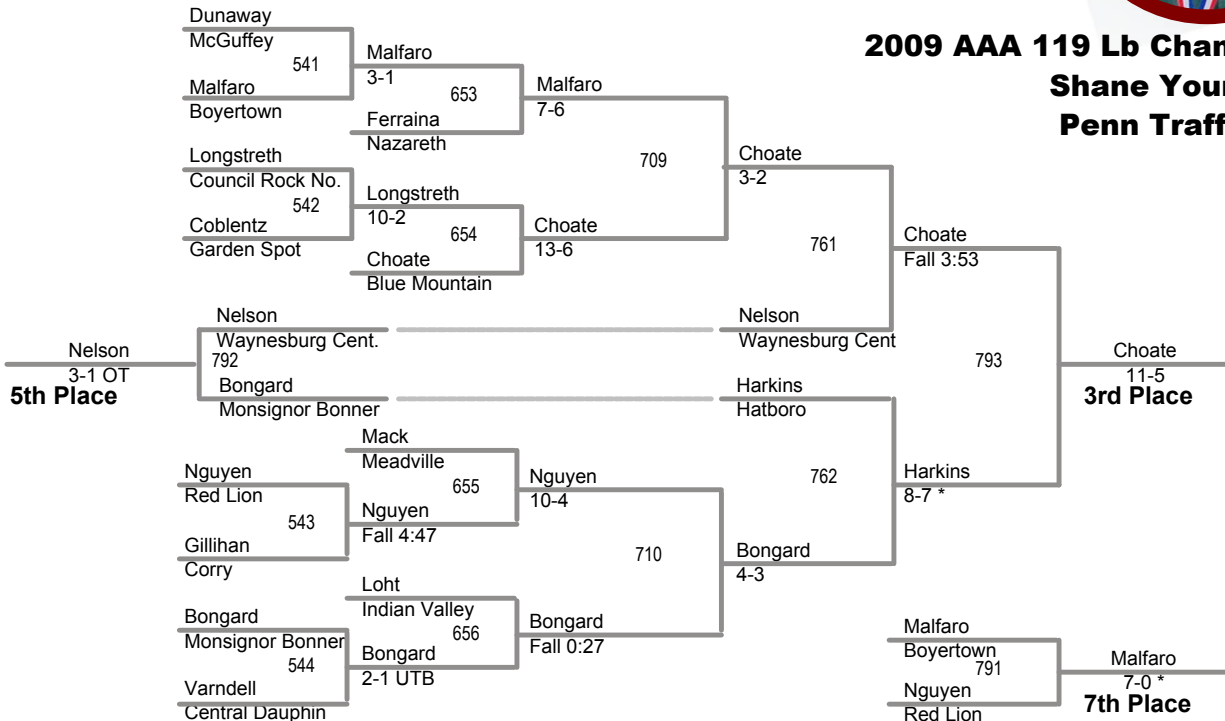 Dunaway
McGuffey
541
Malfaro
Boyertown
Malfaro
3-1
653
Ferraina
Nazareth
Malfaro
7-6
2009 AAA 119 Lb
Shane
Penn
Longstreth
Council Rock No.
542
Coblentz
Garden Spot
Longstreth
10-2
654
Choate
Blue Mountain
Choate
13-6
709
Choate
3-2
761
Choate
Fall 3:53
Nelson
Waynesburg Cent.
Nelson
Waynesburg Cent
Nelson
3-1 OT
5th Place
792
Bongard
Monsignor Bonner
Harkins
Hatboro
793
Choate
11-5
3rd Place
Mack
Meadville
655
Nguyen
Red Lion
543
Gillihan
Corry
Nguyen
Fall 4:47
Nguyen
10-4
762
Harkins
8-7 *
710
Bongard
4-3
Loht
Indian Valley
656
Bongard
Monsignor Bonner
544
Varndell
Central Dauphin
Bongard
2-1 UTB
Bongard
Fall 0:27
Malfaro
Boyertown
791
Nguyen
Red Lion
Malfaro
7-0 *
7th Place